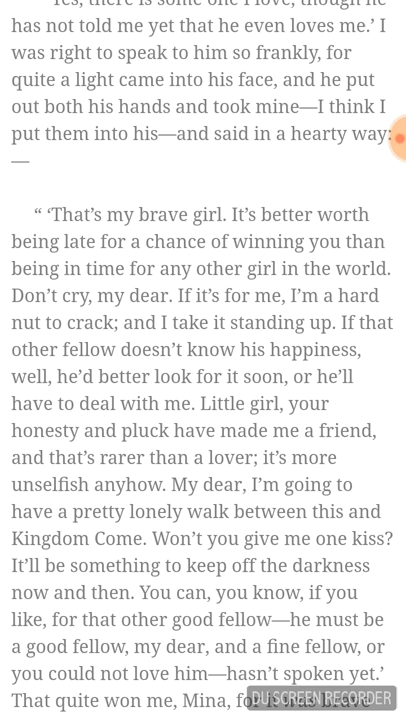 ‘Yes, there is some one I love, though he
has not told me yet that he even loves me.’ I
was right to speak to him so frankly, for
quite a light came into his face, and he put
out both his hands and took mine—I think I
put them into his—and said in a hearty way:
—
“ ‘That’s my brave girl. It’s better worth
being late for a chance of winning you than
being in time for any other girl in the world.
Don’t cry, my dear. If it’s for me, I’m a hard
nut to crack; and I take it standing up. If that
other fellow doesn’t know his happiness,
well, he’d better look for it soon, or he’ll
have to deal with me. Little girl, your
honesty and pluck have made me a friend,
and that’s rarer than a lover; it’s more
unselfish anyhow. My dear, I’m going to
have a pretty lonely walk between this and
Kingdom Come. Won’t you give me one kiss?
It’ll be something to keep off the darkness
now and then. You can, you know, if you
like, for that other good fellow—he must be
a good fellow, my dear, and a fine fellow, or
you could not love him—hasn’t spoken yet.’
That quite won me, Mina, for it was brave
DU SCREEN RECORDER